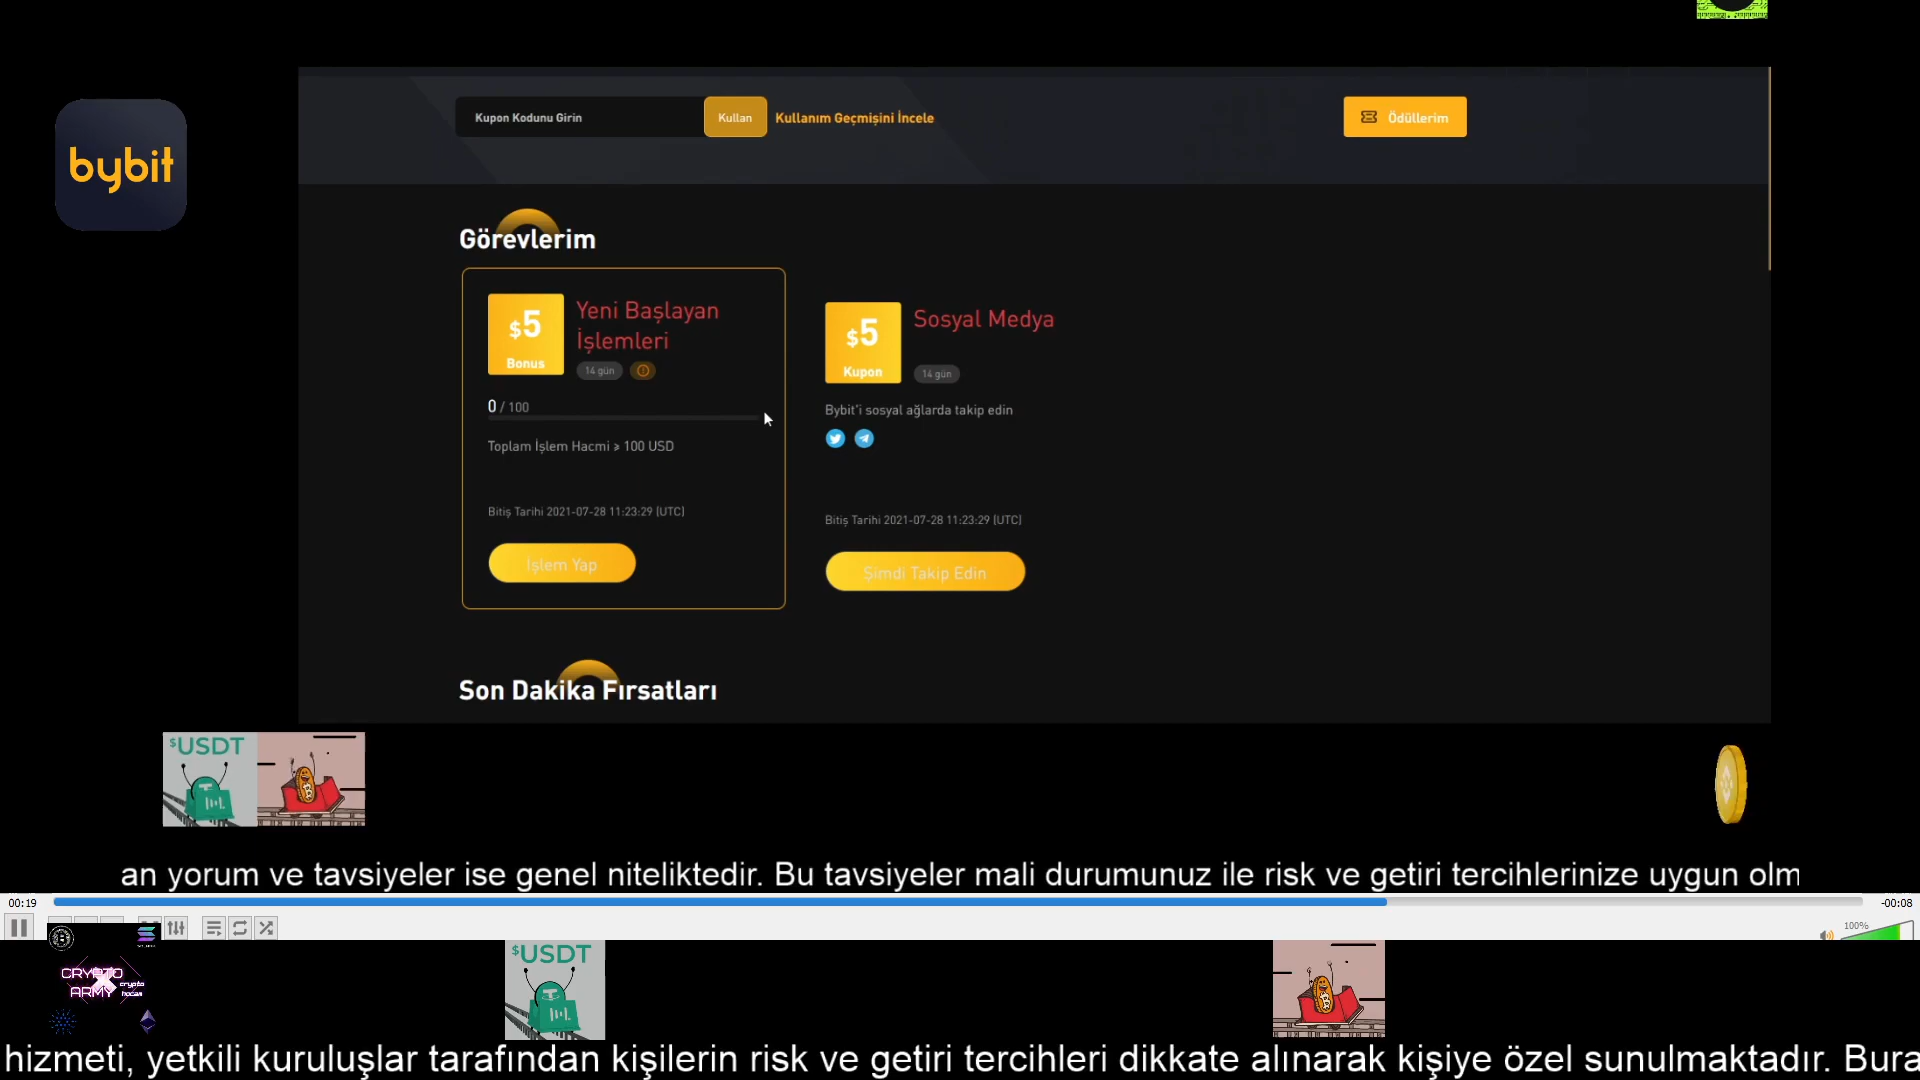 bybit
Kupon Kodunu Girin
Kullan
Kullanım Geçmişini İncele
Ödüllerim
Görevlerim
$5
Bonus
Yeni Başlayan
İşlemleri
14 gün
0 / 100
Toplam İşlem Hacmi ≥ 100 USD
Bitiş Tarihi 2021-07-28 11:23:29 (UTC)
İşlem Yap
$5
Kupon
Sosyal Medya
14 gün
Bybit'i sosyal ağlarda takip edin
Bitiş Tarihi 2021-07-28 11:23:29 (UTC)
Şimdi Takip Edin
Son Dakika Fırsatları
$USDT
an yorum ve tavsiyeler ise genel niteliktedir. Bu tavsiyeler mali durumunuz ile risk ve getiri tercihlerinize uygun olm
00:19
-00:08
100%
CRYPTO
ARMY
crypto
hocam
$USDT
hizmeti, yetkili kuruluşlar tarafından kişilerin risk ve getiri tercihleri dikkate alınarak kişiye özel sunulmaktadır. Bura